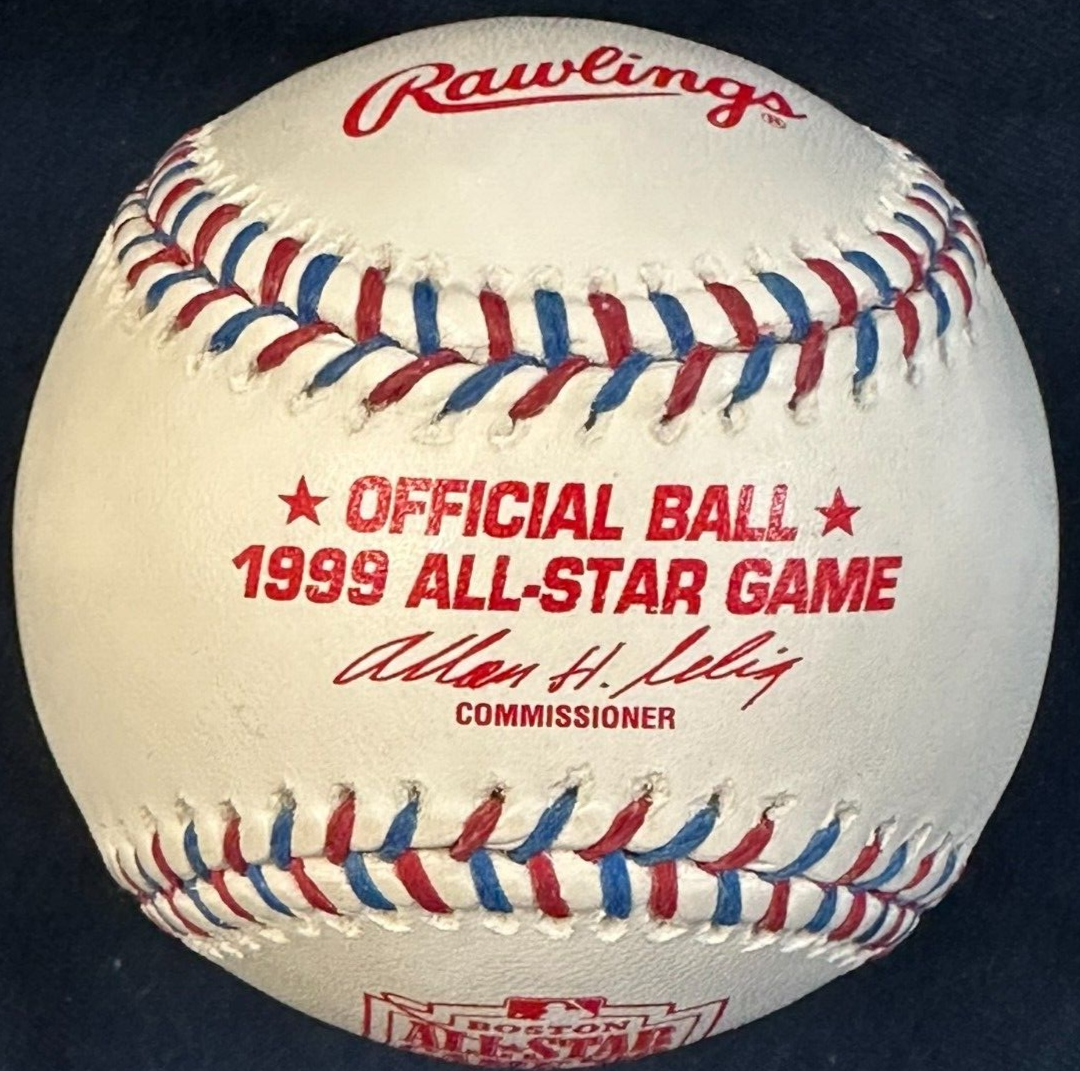 Rawlings®
★ OFFICIAL BALL ★
1999 ALL-STAR GAME
Allan H. Selig
COMMISSIONER
BOSTON
ALL★STAR